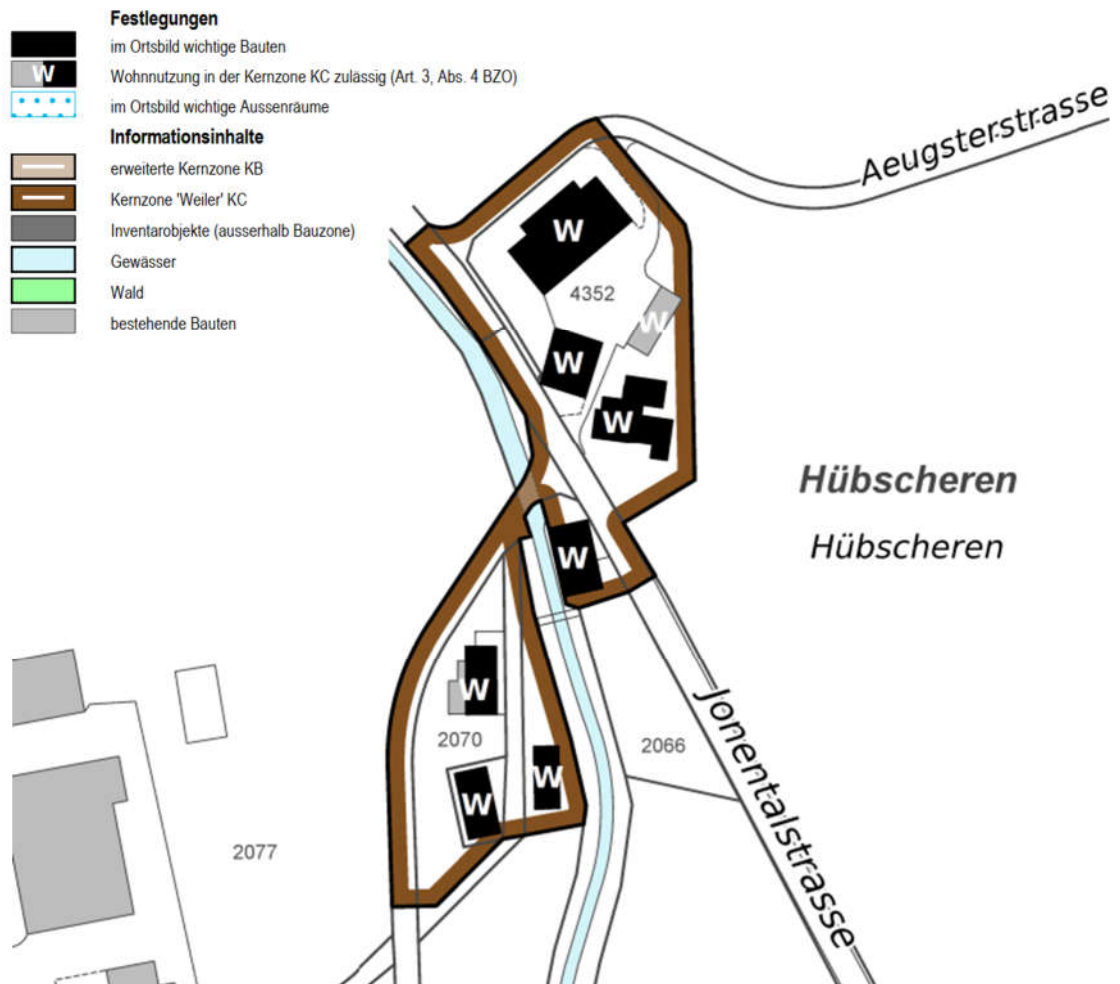 Festlegungen
im Ortsbild wichtige Bauten
W
Wohnnutzung in der Kernzone KC zulässig (Art. 3, Abs. 4 BZO)
im Ortsbild wichtige Aussenräume
Informationsinhalte
erweiterte Kernzone KB
Kernzone 'Weiler' KC
Inventarobjekte (ausserhalb Bauzone)
Gewässer
Wald
bestehende Bauten
Aeugsterstrasse
W
4352
W
W
W
Hübscheren
Hübscheren
W
W
2070
2066
W
W
2077
Jonentalstrasse